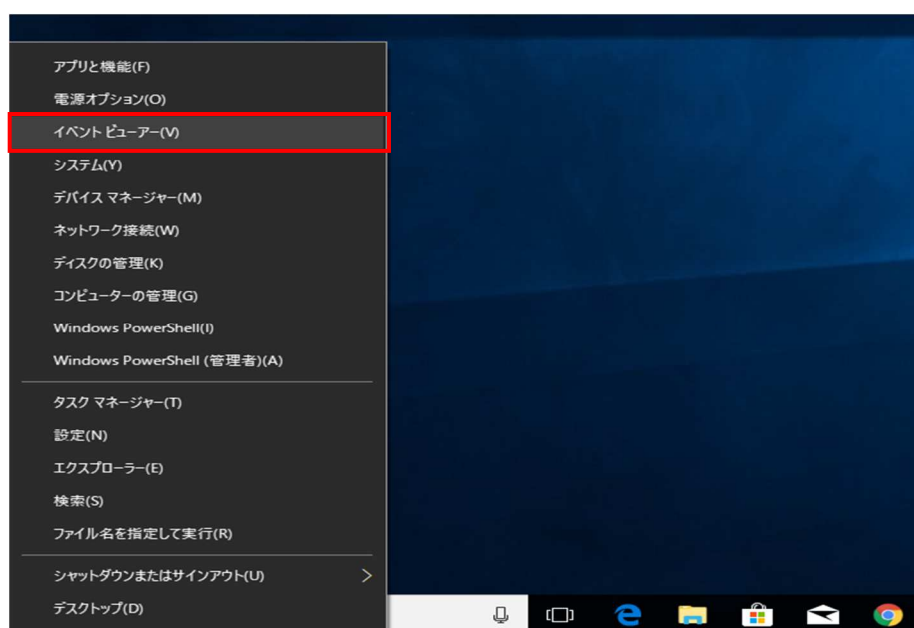 アプリと機能(F)
電源オプション(O)
イベント ビューアー(V)
システム(Y)
デバイス マネージャー(M)
ネットワーク接続(W)
ディスクの管理(K)
コンピューターの管理(G)
Windows PowerShell(I)
Windows PowerShell (管理者)(A)
タスク マネージャー(T)
設定(N)
エクスプローラー(E)
検索(S)
ファイル名を指定して実行(R)
シャットダウンまたはサインアウト(U)
デスクトップ(D)